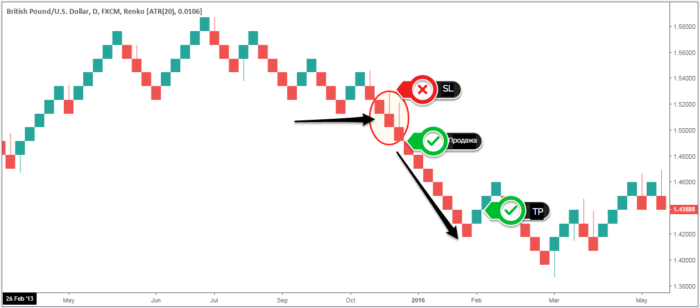 British Pound/U.S. Dollar, D, FXCM, Renko [ATR(20), 0.0106]
1.58000
1.56000
1.54000
SL
1.52000
1.50000
Продажа
1.48000
1.46000
TP
1.43888
1.42000
1.40000
1.38000
26 Feb '13 May Jun Jul Sep Oct 2016 Feb Mar May